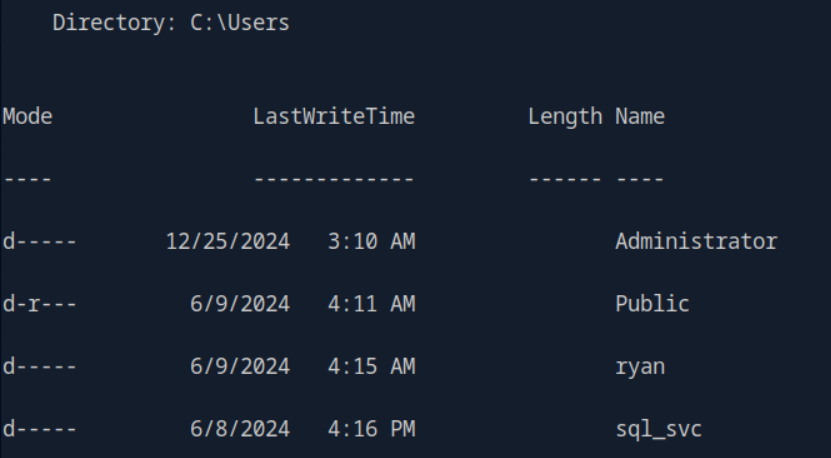 Directory: C:\Users
Mode                LastWriteTime         Length Name
----                -------------         ------ ----
d-----       12/25/2024   3:10 AM                Administrator
d-r---         6/9/2024   4:11 AM                Public
d-----         6/9/2024   4:15 AM                ryan
d-----         6/8/2024   4:16 PM                sql_svc